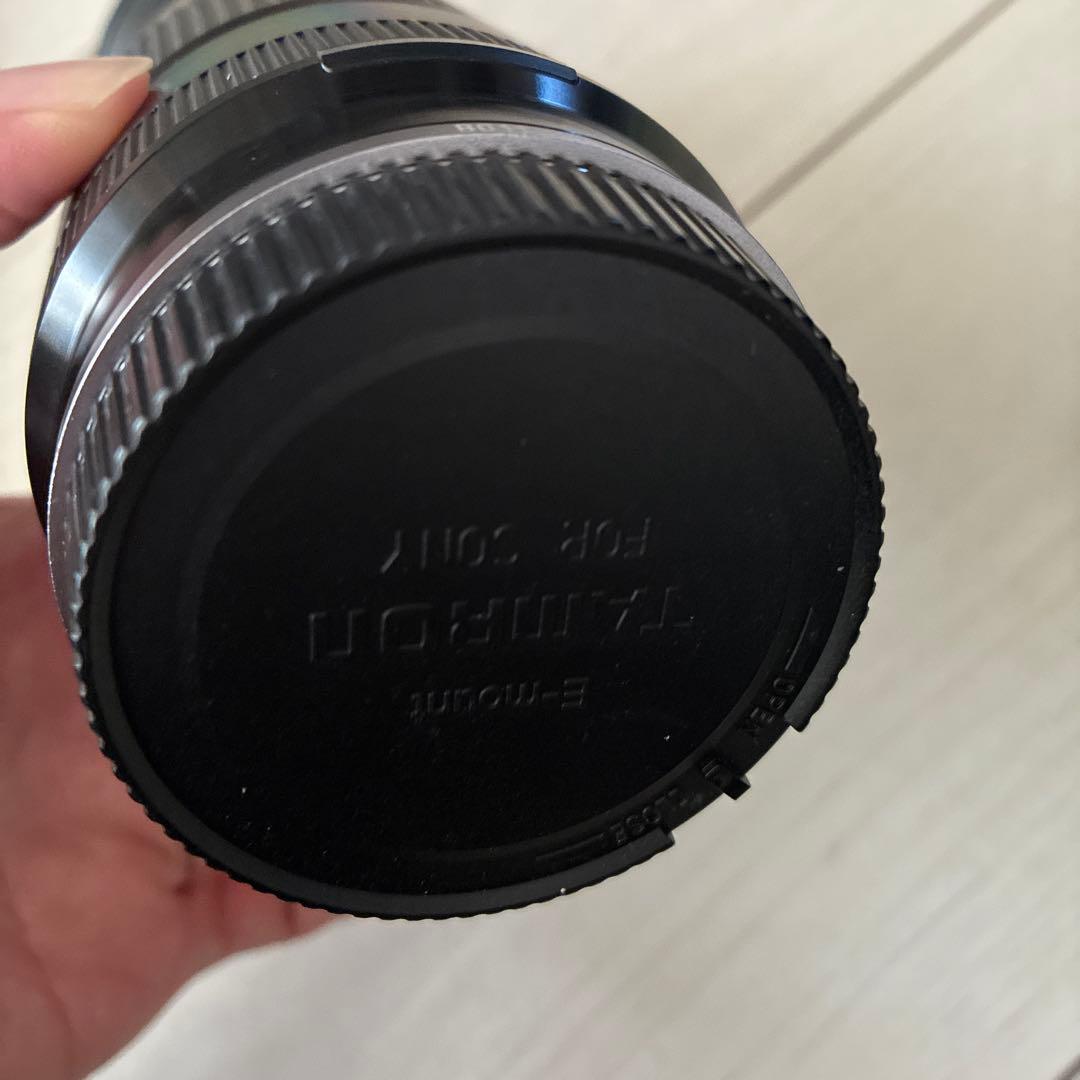 E-mount
TAMRON
FOR SONY
OPEN
CLOSE